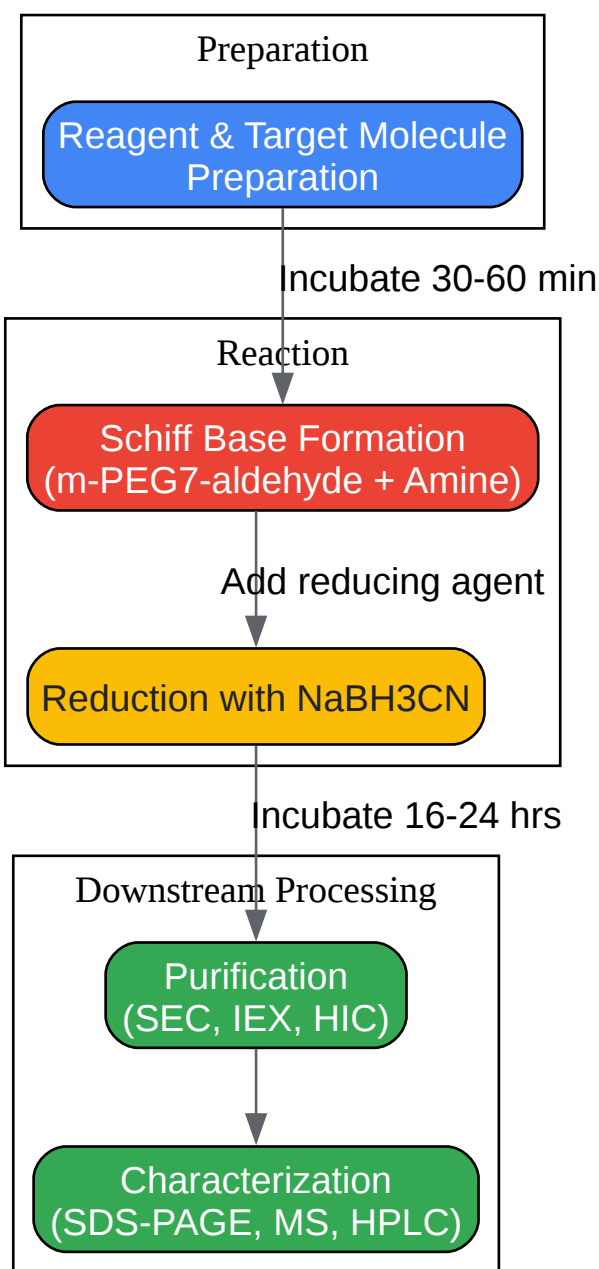 Preparation
Reagent & Target Molecule
Preparation
Incubate 30-60 min
Reaction
Schiff Base Formation
(m-PEG7-aldehyde + Amine)
Add reducing agent
Reduction with NaBH3CN
Incubate 16-24 hrs
Downstream Processing
Purification
(SEC, IEX, HIC)
Characterization
(SDS-PAGE, MS, HPLC)